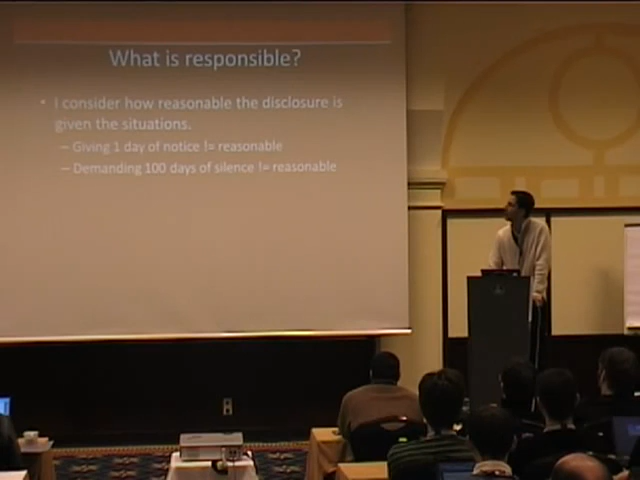 What is responsible?
• I consider how reasonable the disclosure is
given the situations.
– Giving 1 day of notice != reasonable
– Demanding 100 days of silence != reasonable